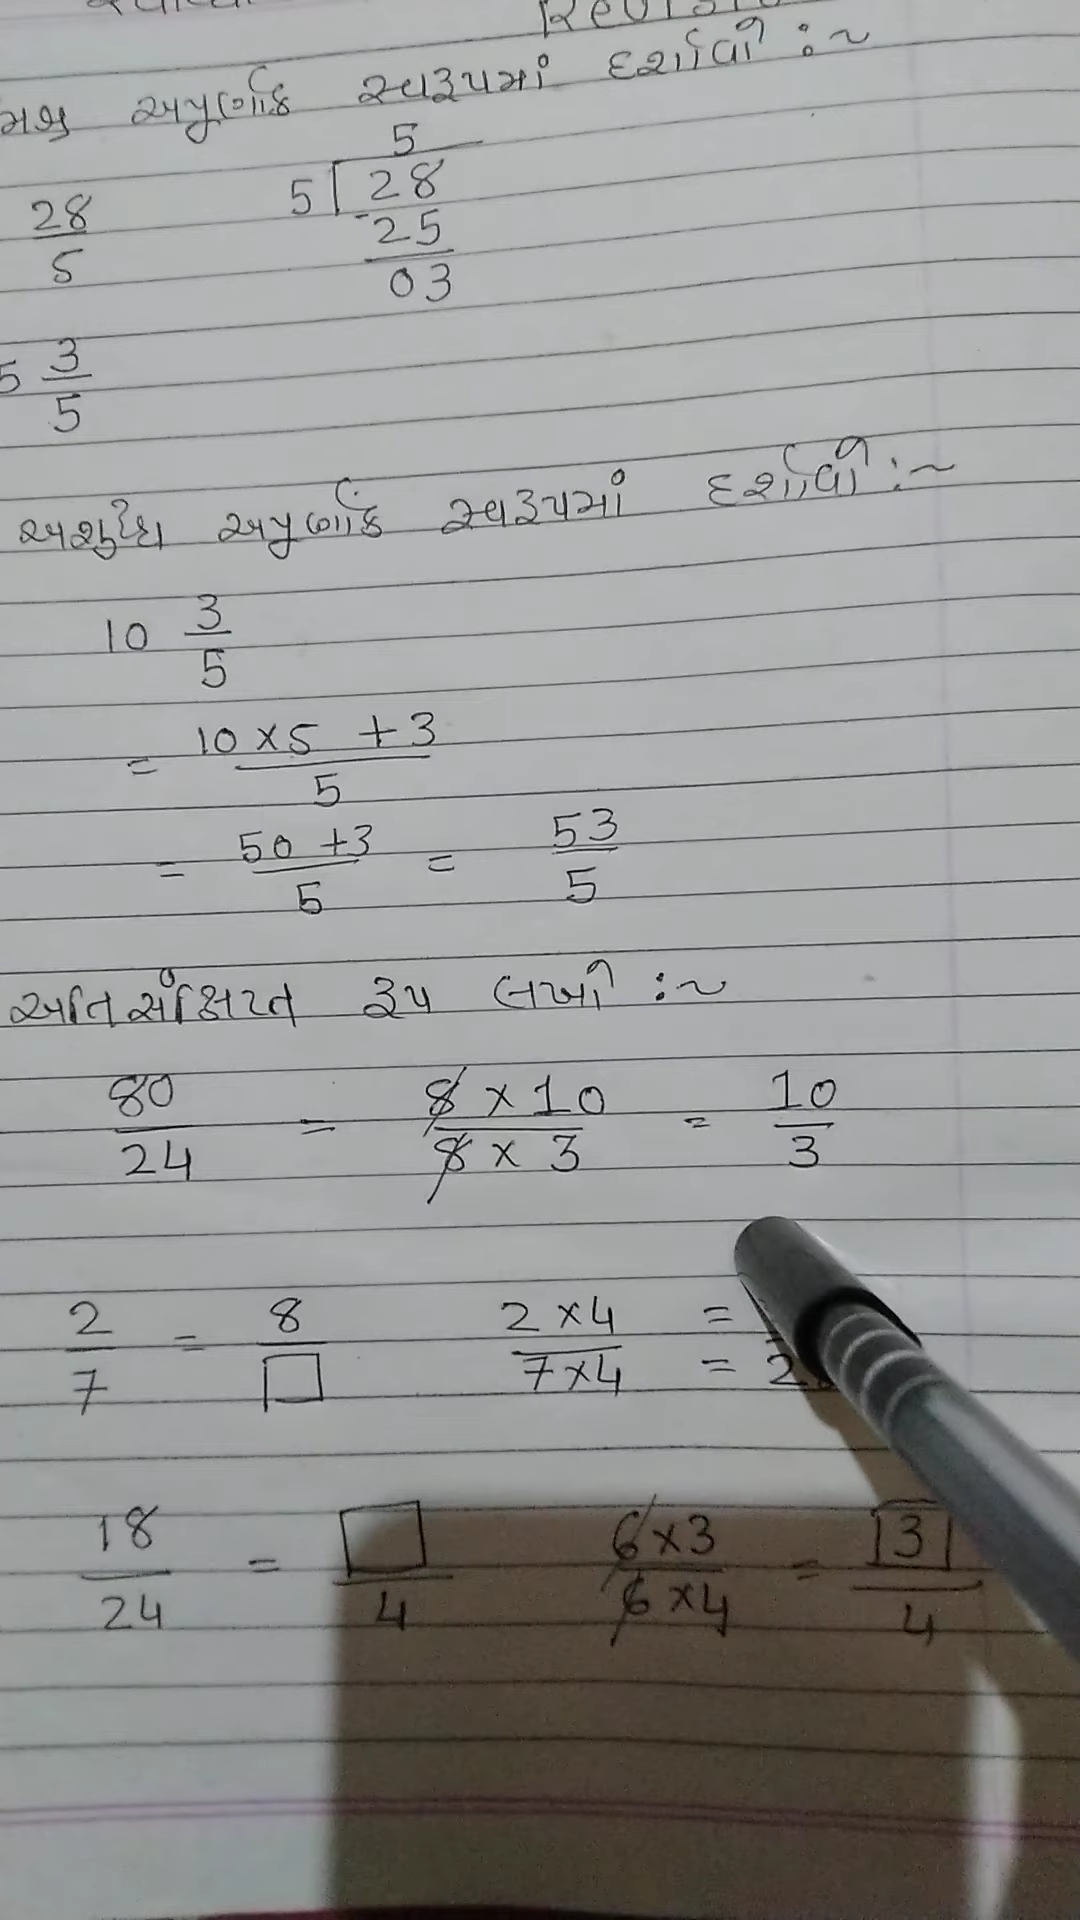 અપૂર્ણાંક સ્વરૂપમાં દર્શાવો :~
28/5
5
5 28
-25
03
5 3/5
અશુદ્ધ અપૂર્ણાંક સ્વરૂપમાં દર્શાવો :~
10 3/5
= 10 × 5 + 3 / 5
= 50 + 3 / 5 = 53/5
અતિ સંક્ષિપ્ત રૂપ લખો :~
80/24 = 8 × 10 / 8 × 3 = 10/3
2/7 = 8/□ 2 × 4 / 7 × 4 = =
18/24 = □/4 6 × 3 / 6 × 4 = 3/4